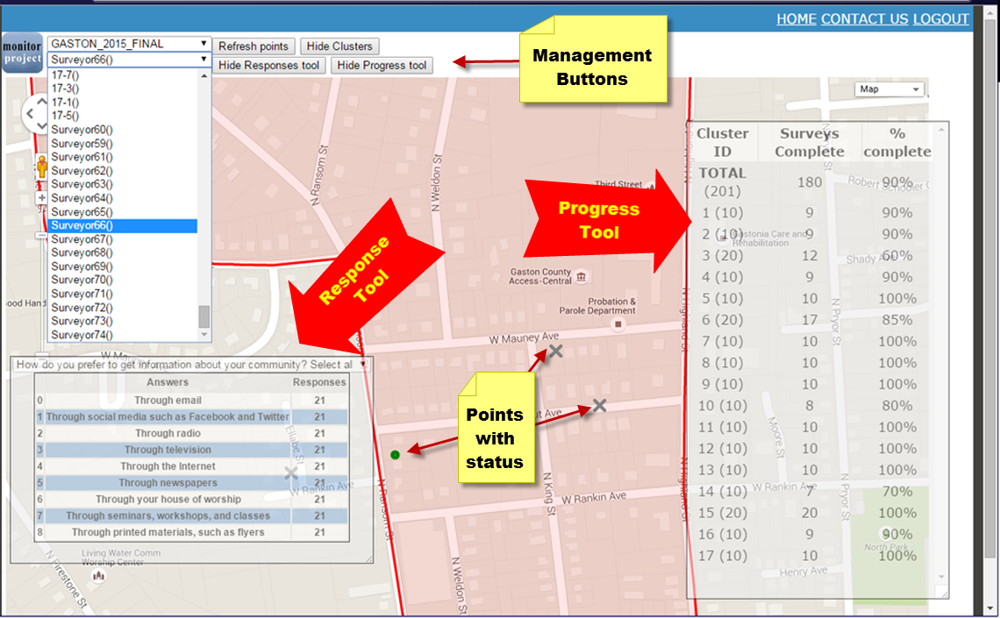 HOME CONTACT US LOGOUT
monitor
project
GASTON_2015_FINAL
Refresh points
Hide Clusters
Surveyor66()
Hide Responses tool
Hide Progress tool
Management
Buttons
17-7()
17-3()
17-1()
17-5()
Surveyor60()
Surveyor59()
Surveyor61()
Surveyor62()
Surveyor63()
Surveyor64()
Surveyor65()
Surveyor66()
Surveyor67()
Surveyor68()
Surveyor69()
Surveyor70()
Surveyor71()
Surveyor72()
Surveyor73()
Surveyor74()
Map
Cluster ID Surveys Complete % complete
TOTAL (201) 180 90%
1 (10) 9 90%
2 (10) 9 90%
3 (20) 12 60%
4 (10) 9 90%
5 (10) 10 100%
6 (20) 17 85%
7 (10) 10 100%
8 (10) 10 100%
9 (10) 10 100%
10 (10) 8 80%
11 (10) 10 100%
12 (10) 10 100%
13 (10) 10 100%
14 (10) 7 70%
15 (20) 20 100%
16 (10) 9 90%
17 (10) 10 100%
Progress
Tool
Response
Tool
Points
with
status
How do you prefer to get information about your community? Select al
Answers Responses
0 Through email 21
1 Through social media such as Facebook and Twitter 21
2 Through radio 21
3 Through television 21
4 Through the Internet 21
5 Through newspapers 21
6 Through your house of worship 21
7 Through seminars, workshops, and classes 21
8 Through printed materials, such as flyers 21
N Ransom St
N Weldon St
Third Street
Gastonia Care and
Rehabilitation
Shady
Gaston County
Access-Central
Probation &
Parole Department
W Mauney Ave
ut Ave
N King St
W Rankin Ave
W Rankin Ave
W Rankin Ave
N Ransom St
N Weldon St
N Highland St
N Pryor St
N Pryor St
Moore St
North Park
Henry Ave
ood Hand
Living Water Comm
Worship Center
N Firestone St